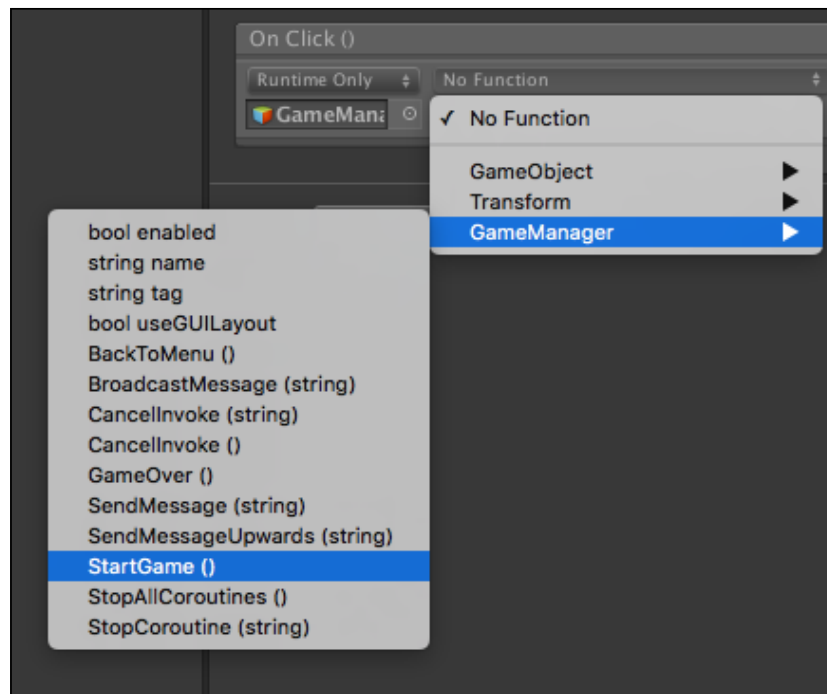 On Click ()
Runtime Only No Function
GameMana
No Function
GameObject
Transform
GameManager
bool enabled
string name
string tag
bool useGUILayout
BackToMenu ()
BroadcastMessage (string)
CancelInvoke (string)
CancelInvoke ()
GameOver ()
SendMessage (string)
SendMessageUpwards (string)
StartGame ()
StopAllCoroutines ()
StopCoroutine (string)